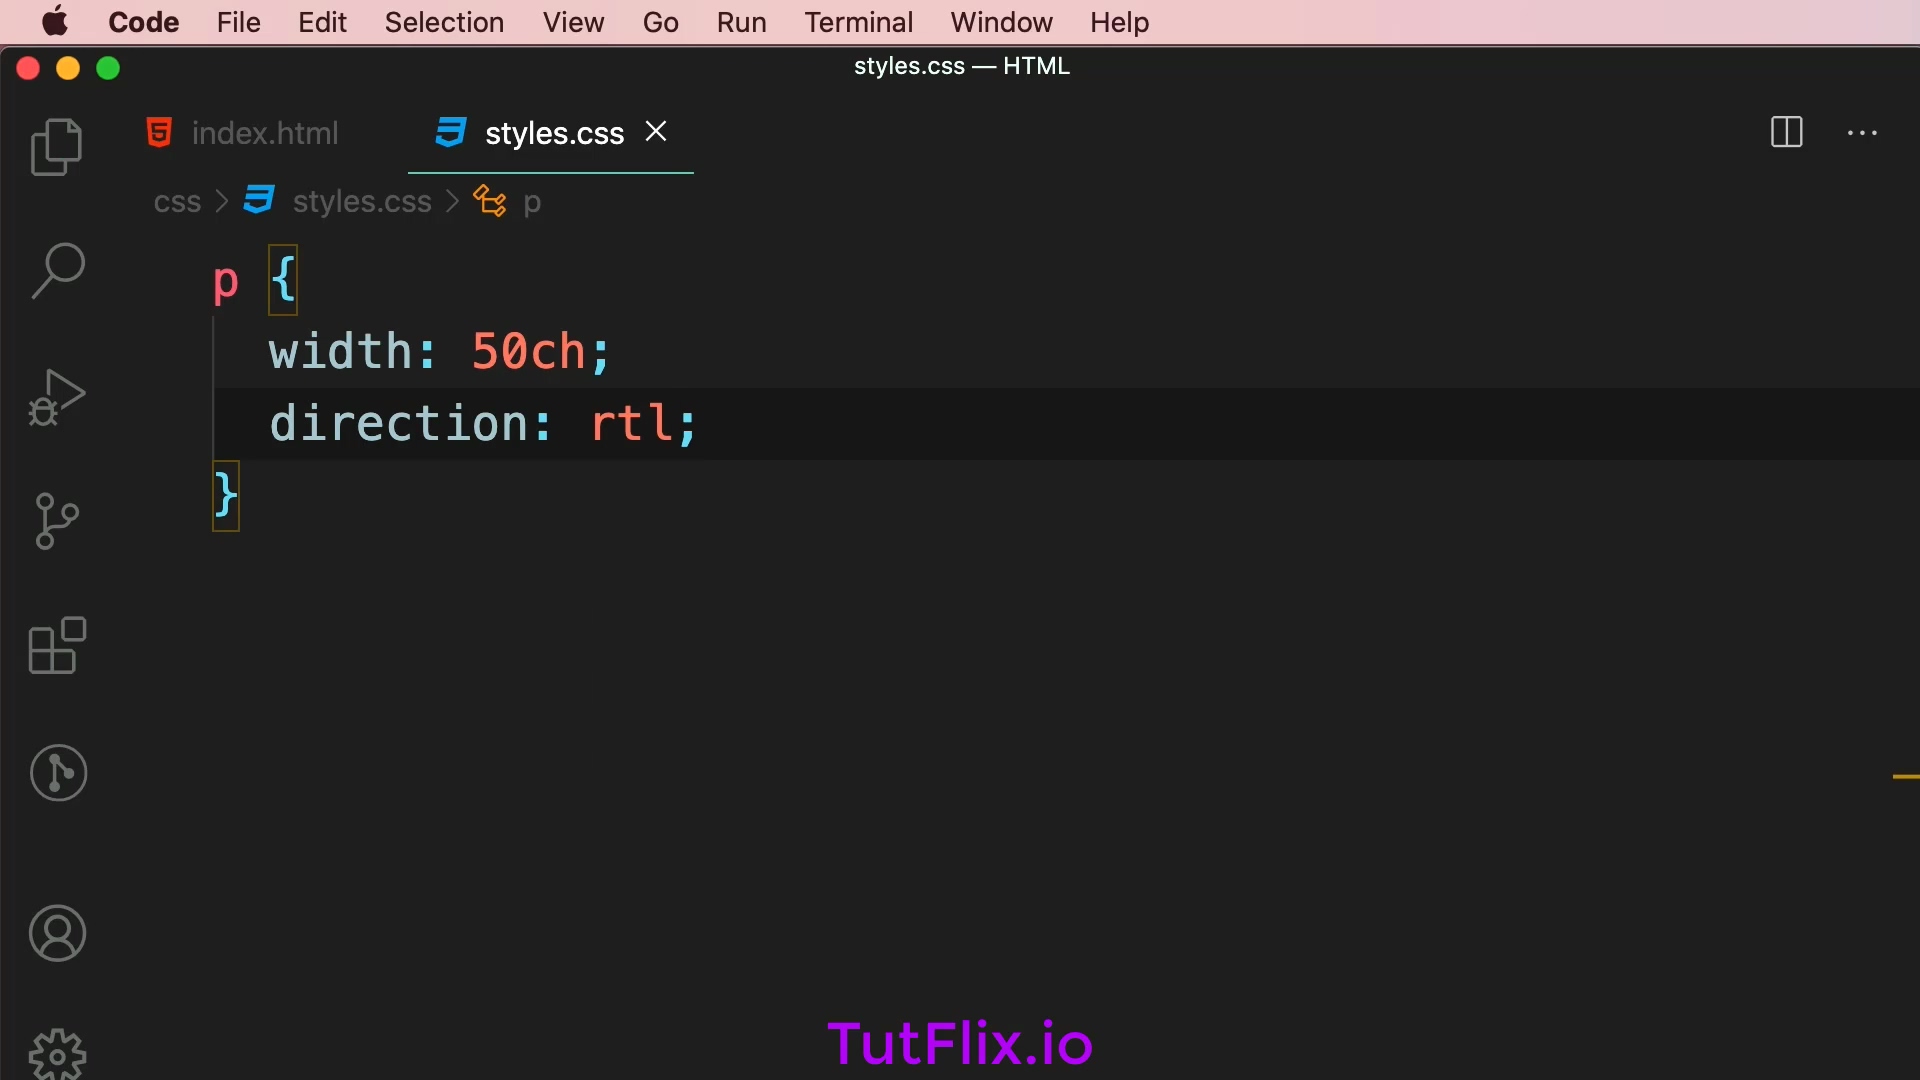 Code File Edit Selection View Go Run Terminal Window Help
styles.css — HTML
index.html styles.css
css > styles.css > p
p {
width: 50ch;
direction: rtl;
}
TutFlix.io